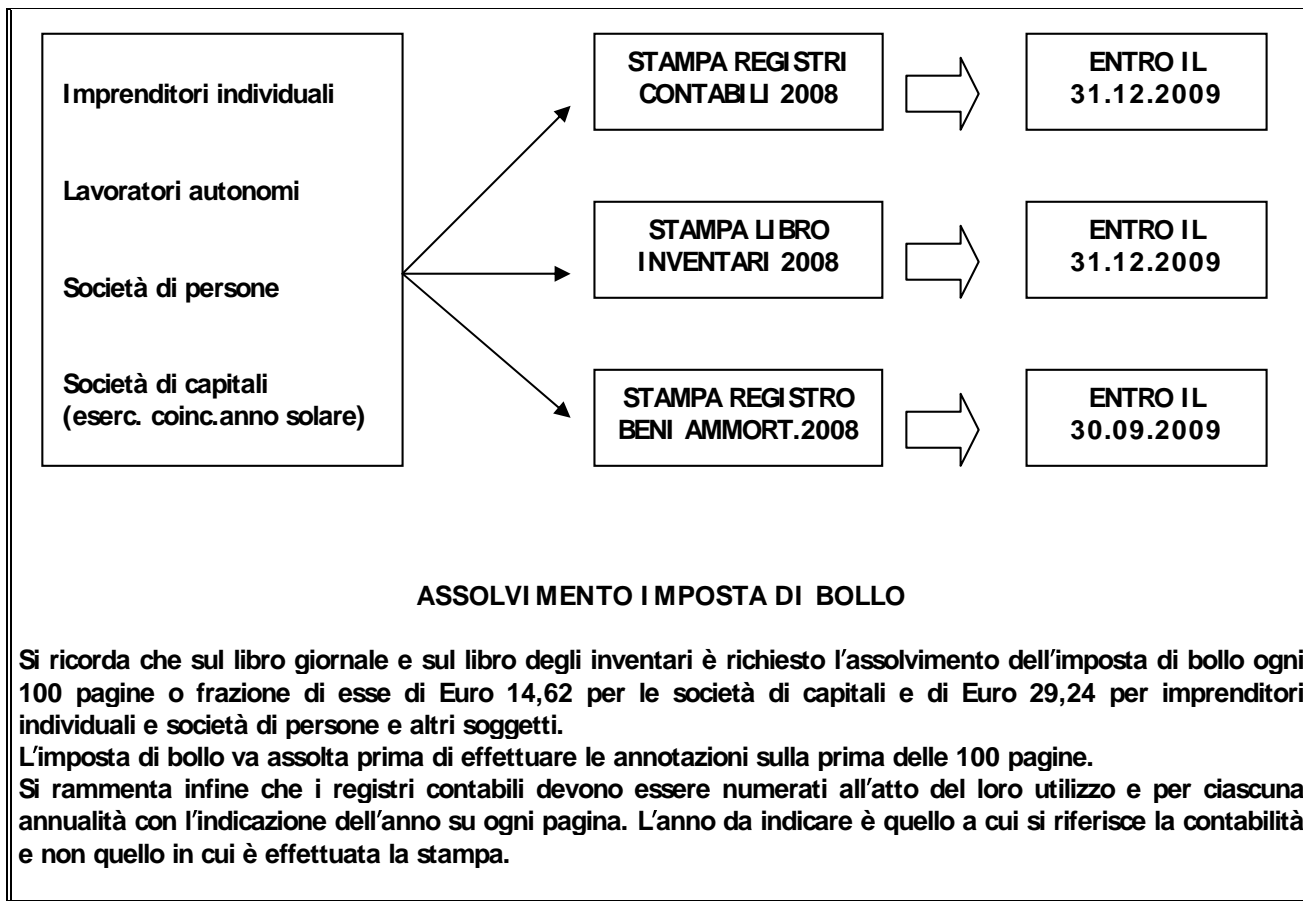 Imprenditori individuali
Lavoratori autonomi
Società di persone
Società di capitali
(eserc. coinc.anno solare)
STAMPA REGISTRI
CONTABILI 2008
ENTRO IL
31.12.2009
STAMPA LIBRO
INVENTARI 2008
ENTRO IL
31.12.2009
STAMPA REGISTRO
BENI AMMORT.2008
ENTRO IL
30.09.2009
ASSOLVIMENTO IMPOSTA DI BOLLO
Si ricorda che sul libro giornale e sul libro degli inventari è richiesto l'assolvimento dell'imposta di bollo ogni
100 pagine o frazione di esse di Euro 14,62 per le società di capitali e di Euro 29,24 per imprenditori
individuali e società di persone e altri soggetti.
L'imposta di bollo va assolta prima di effettuare le annotazioni sulla prima delle 100 pagine.
Si rammenta infine che i registri contabili devono essere numerati all'atto del loro utilizzo e per ciascuna
annualità con l'indicazione dell'anno su ogni pagina. L'anno da indicare è quello a cui si riferisce la contabilità
e non quello in cui è effettuata la stampa.